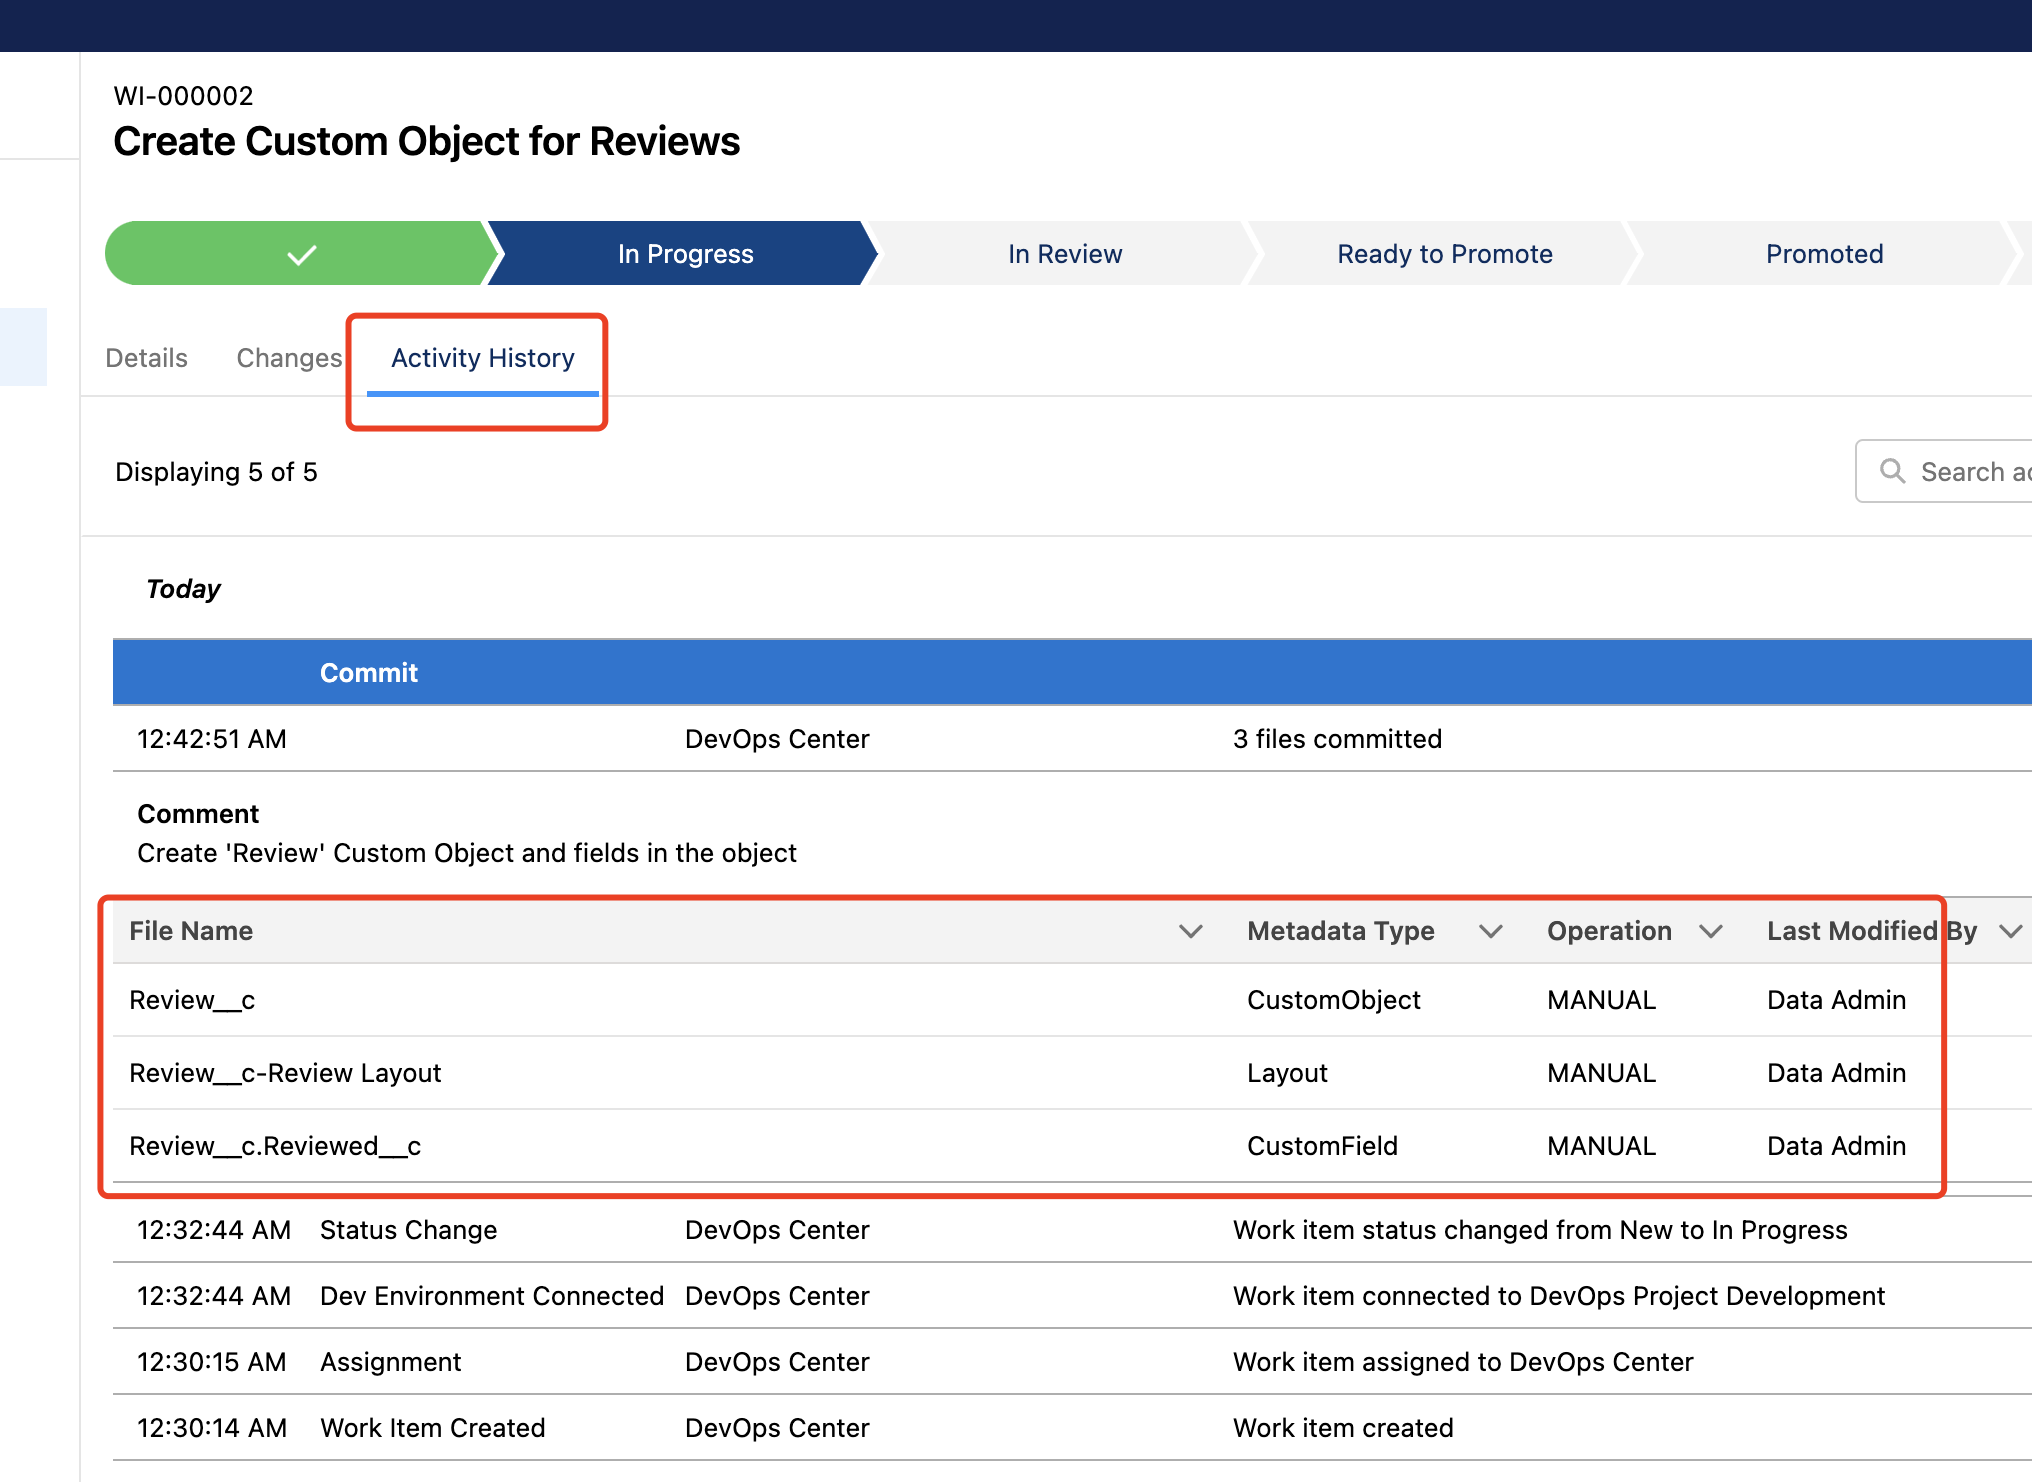 WI-000002
Create Custom Object for Reviews
In Progress In Review Ready to Promote Promoted
Details Changes Activity History
Displaying 5 of 5
Search
Today
Commit
12:42:51 AM DevOps Center 3 files committed
Comment
Create 'Review' Custom Object and fields in the object
File Name Metadata Type Operation Last Modified By
Review__c CustomObject MANUAL Data Admin
Review__c-Review Layout Layout MANUAL Data Admin
Review__c.Reviewed__c CustomField MANUAL Data Admin
12:32:44 AM Status Change DevOps Center Work item status changed from New to In Progress
12:32:44 AM Dev Environment Connected DevOps Center Work item connected to DevOps Project Development
12:30:15 AM Assignment DevOps Center Work item assigned to DevOps Center
12:30:14 AM Work Item Created DevOps Center Work item created